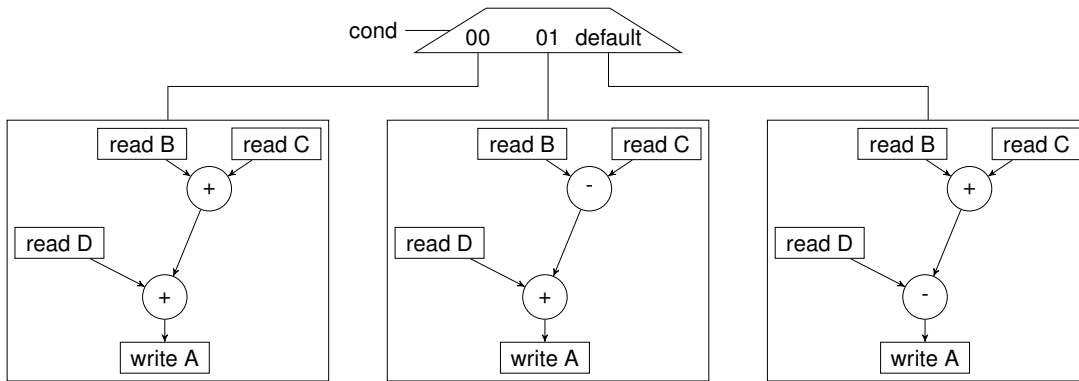 cond
00 01 default
read B read C read B read C read B read C
+ - +
read D read D read D
+ + -
write A write A write A